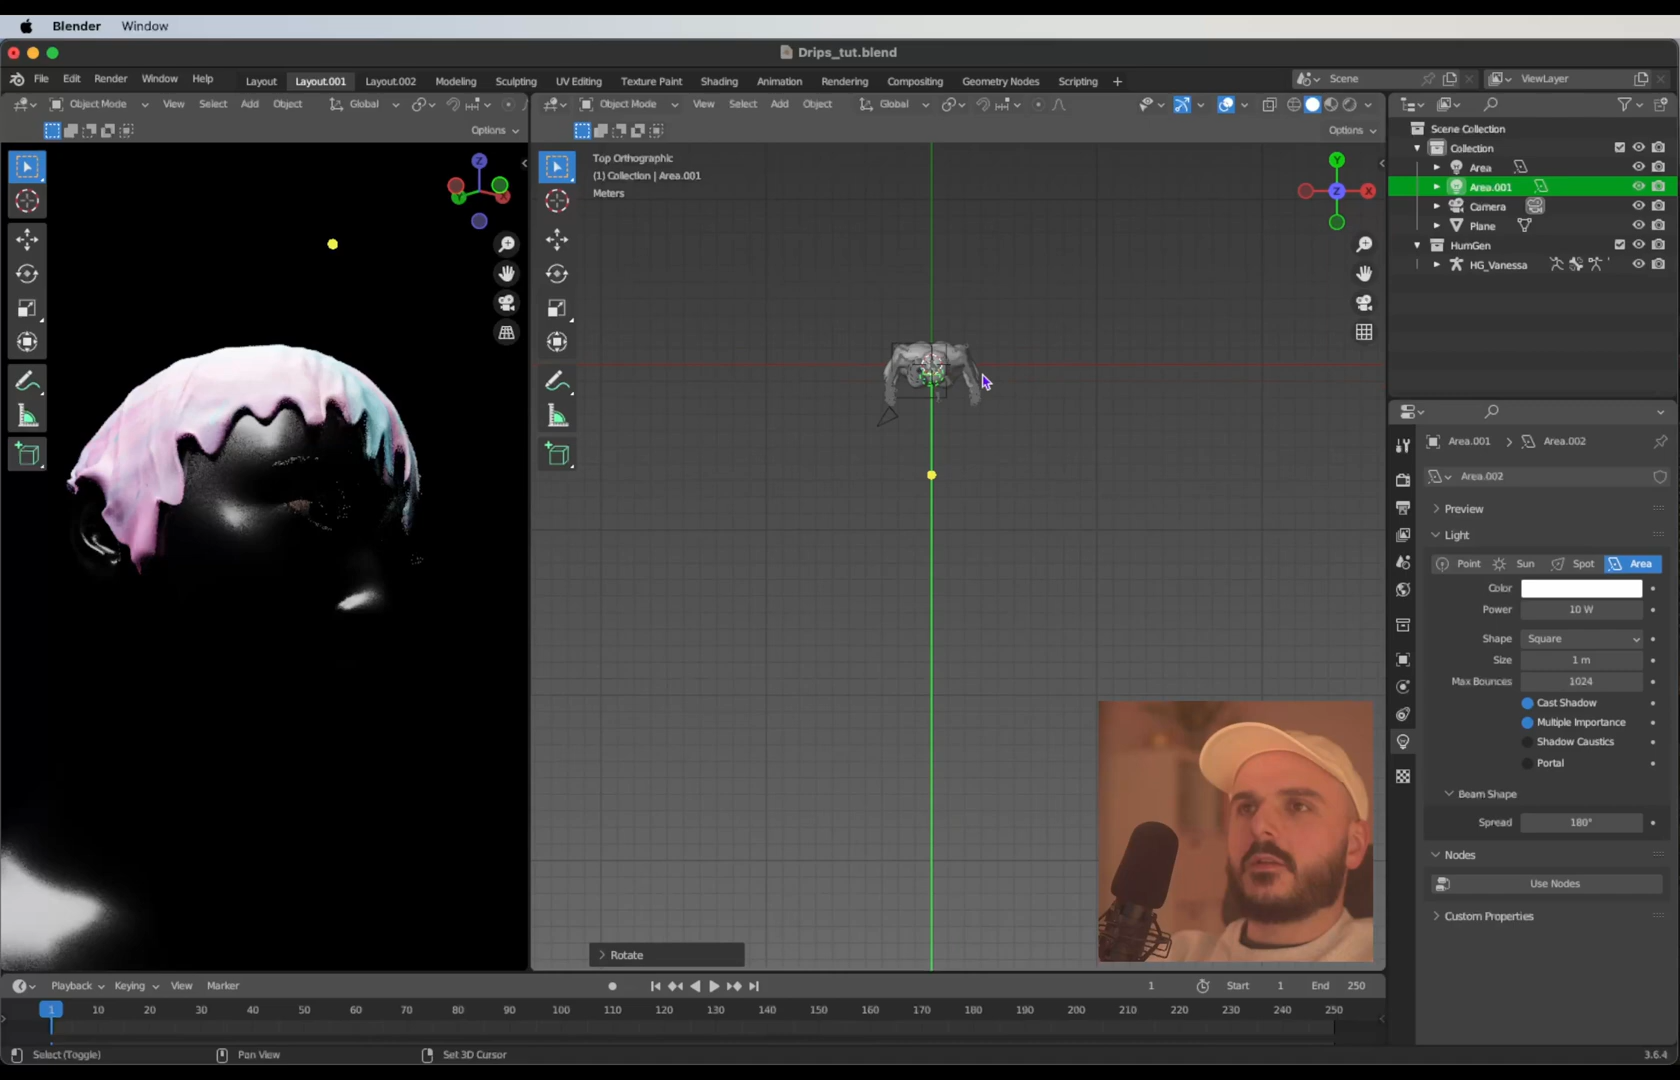 Blender Window
Drips_tut.blend
File Edit Render Window Help Layout Layout.001 Layout.002 Modeling Sculpting UV Editing Texture Paint Shading Animation Rendering Compositing Geometry Nodes Scripting + Scene ViewLayer
Object Mode View Select Add Object Global
Options
Object Mode View Select Add Object Global
Options
Top Orthographic
(1) Collection | Area.001
Meters
Z
Y
X
Y
Z
X
Rotate
Scene Collection
Collection
Area
Area.001
Camera
Plane
HumGen
HG_Vanessa
Area.001 > Area.002
Area.002
Preview
Light
Point Sun Spot Area
Color
Power 10 W
Shape Square
Size 1 m
Max Bounces 1024
Cast Shadow
Multiple Importance
Shadow Caustics
Portal
Beam Shape
Spread 180°
Nodes
Use Nodes
Custom Properties
Playback Keying View Marker 1 Start 1 End 250
1 10 20 30 40 50 60 70 80 90 100 110 120 130 140 150 160 170 180 190 200 210 220 230 240 250
Select (Toggle) Pan View Set 3D Cursor 3.6.4